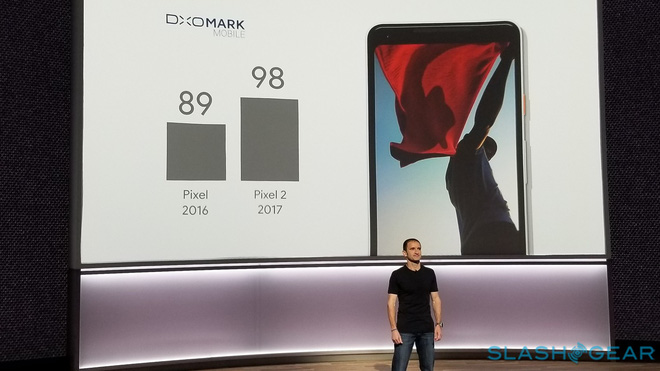 DXOMARK
MOBILE
89
98
Pixel
2016
Pixel 2
2017
SLASHGEAR